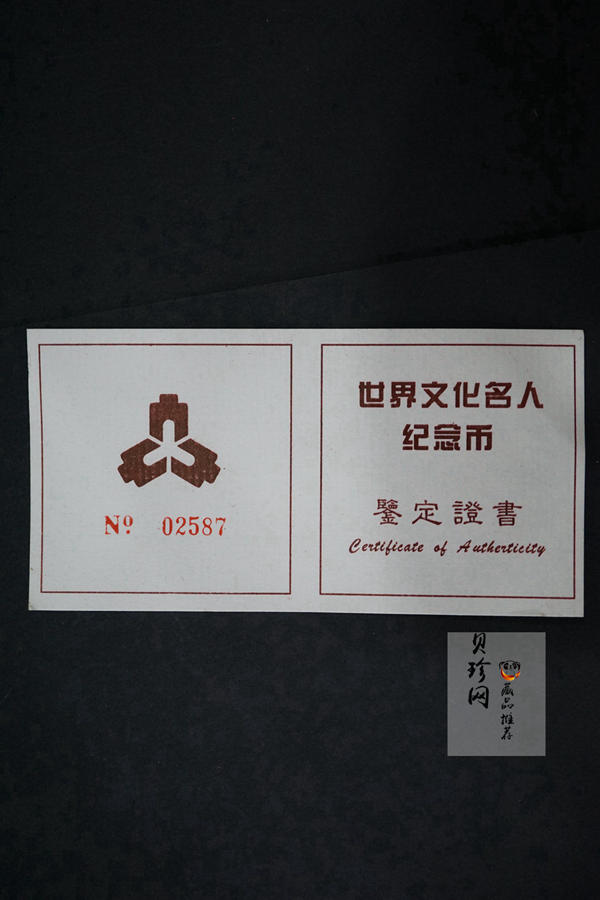 Nº 02587
世界文化名人
纪念币
鑒定證書
Certificate of Autherticity
贝珍网
藏品推荐